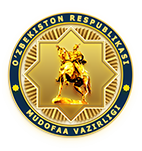 O'ZBEKISTON RESPUBLIKASI
MUDOFAA VAZIRLIGI